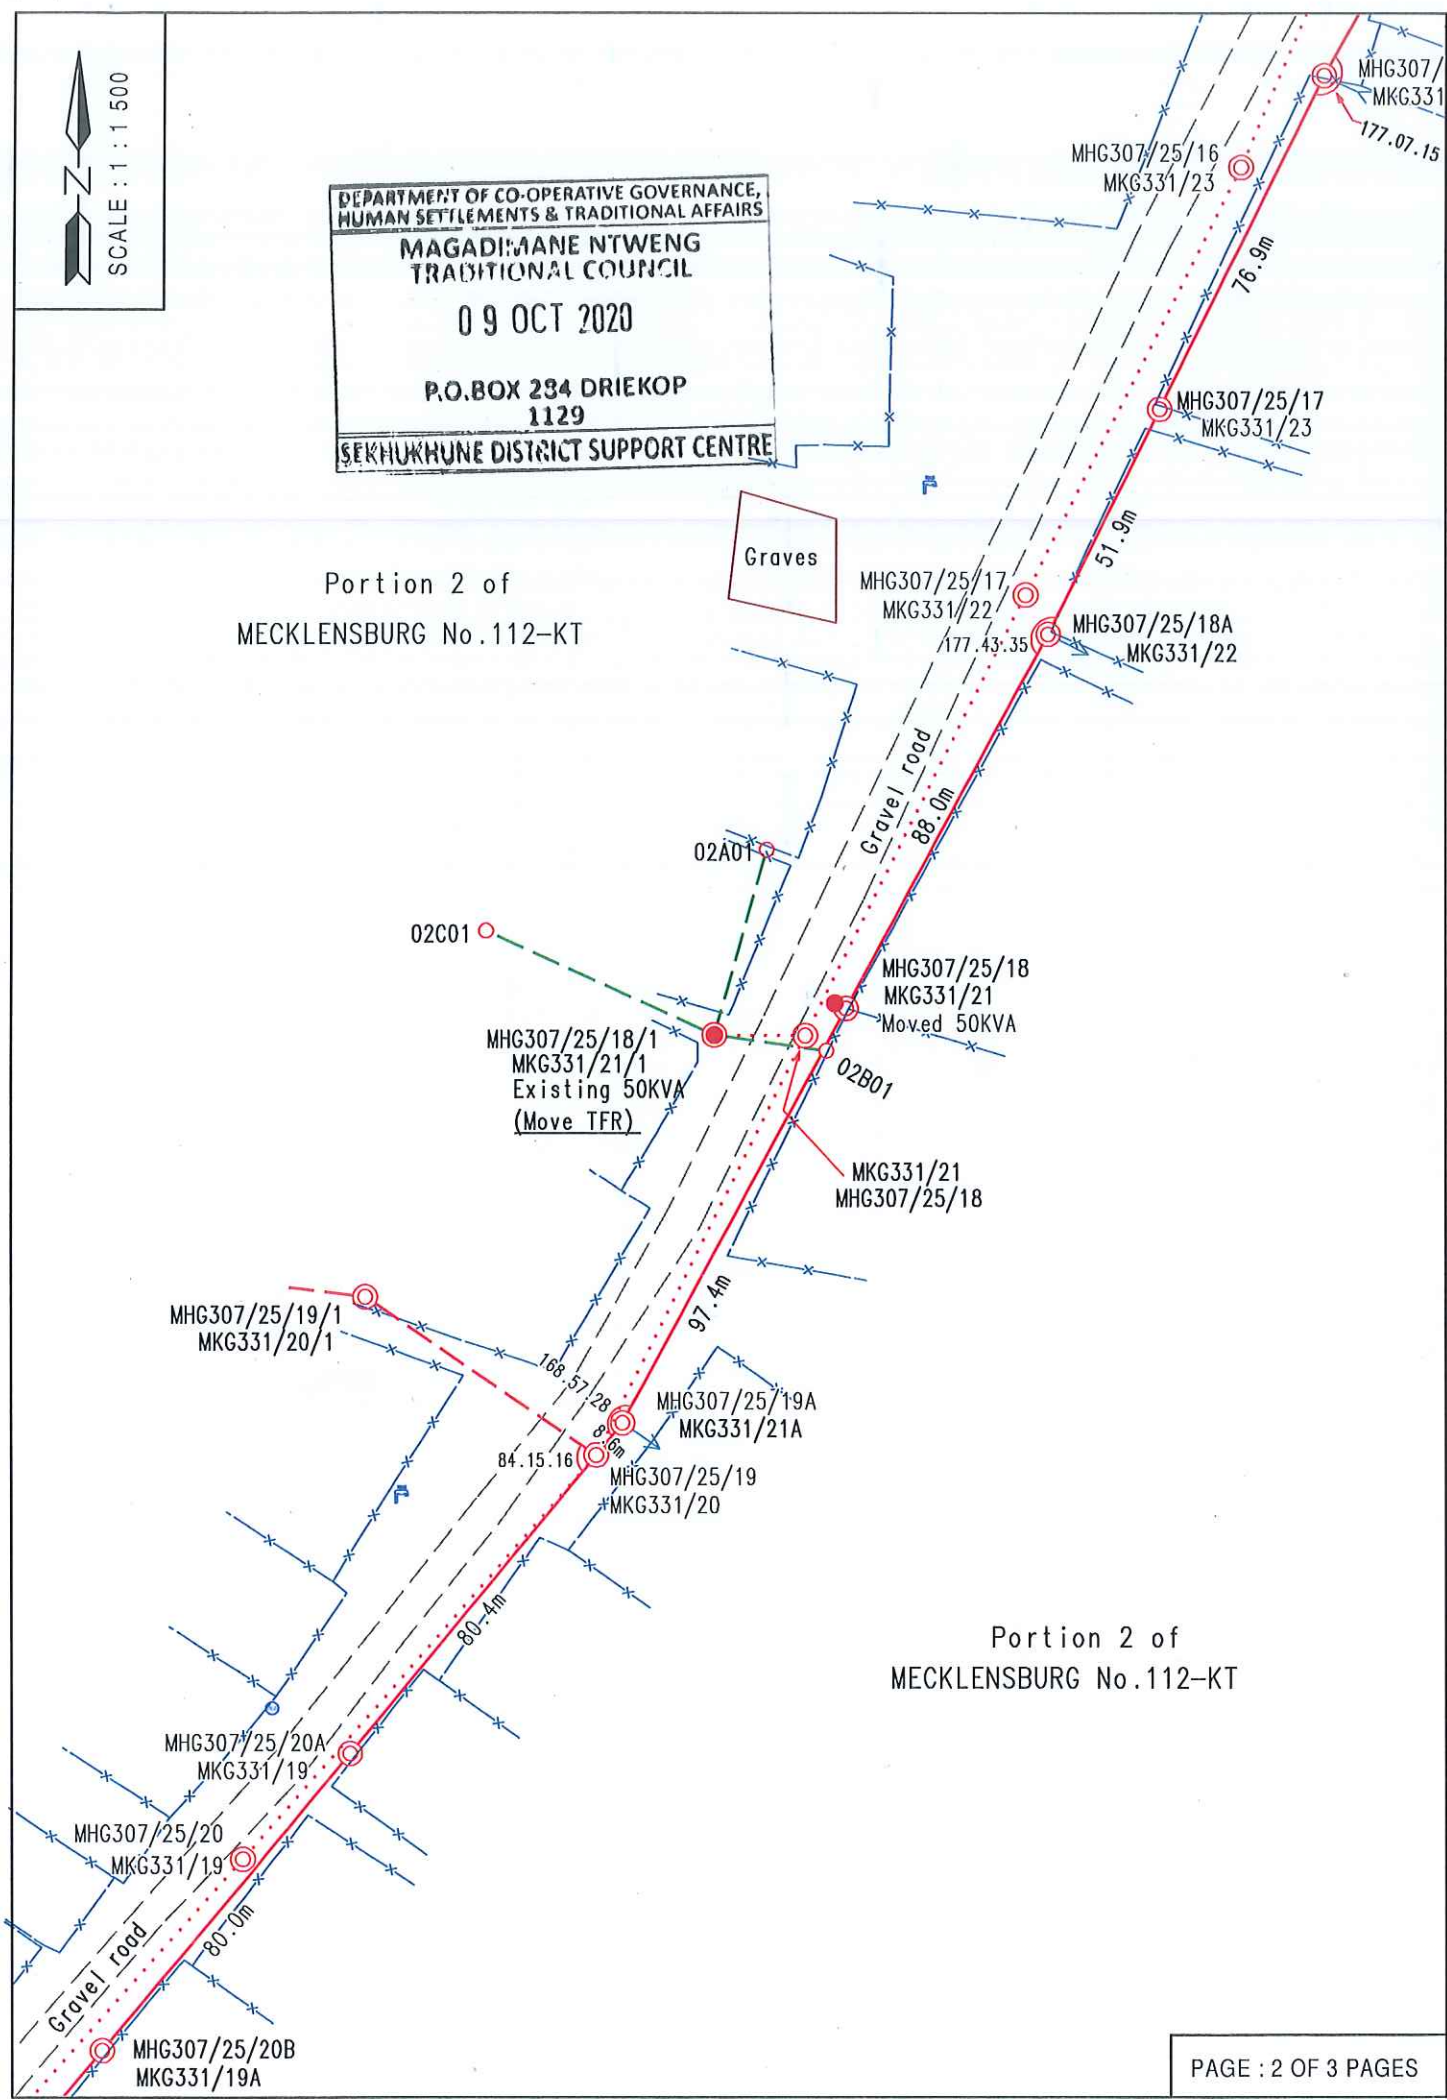 N
SCALE : 1 : 1 500
DEPARTMENT OF CO-OPERATIVE GOVERNANCE,
HUMAN SETTLEMENTS & TRADITIONAL AFFAIRS
MAGADIMANE NTWENG
TRADITIONAL COUNCIL
09 OCT 2020
P.O.BOX 284 DRIEKOP
1129
SEKHUKHUNE DISTRICT SUPPORT CENTRE
MHG307/
MKG331
177.07.15
MHG307/25/16
MKG331/23
76.9m
MHG307/25/17
MKG331/23
51.9m
Graves
Portion 2 of
MECKLENSBURG No.112-KT
MHG307/25/17
MKG331/22
177.43.35
MHG307/25/18A
MKG331/22
Gravel road
88.0m
02A01
02C01
MHG307/25/18
MKG331/21
Moved 50KVA
MHG307/25/18/1
MKG331/21/1
Existing 50KVA
(Move TFR)
02B01
MKG331/21
MHG307/25/18
97.4m
MHG307/25/19/1
MKG331/20/1
168.57.28
MHG307/25/19A
MKG331/21A
8.6m
84.15.16
MHG307/25/19
MKG331/20
80.4m
Portion 2 of
MECKLENSBURG No.112-KT
MHG307/25/20A
MKG331/19
MHG307/25/20
MKG331/19
80.0m
Gravel road
MHG307/25/20B
MKG331/19A
PAGE : 2 OF 3 PAGES